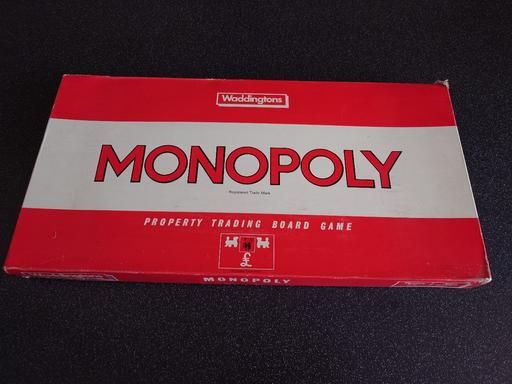 Waddingtons
MONOPOLY
Registered Trade Mark
PROPERTY TRADING BOARD GAME
£
MONOPOLY